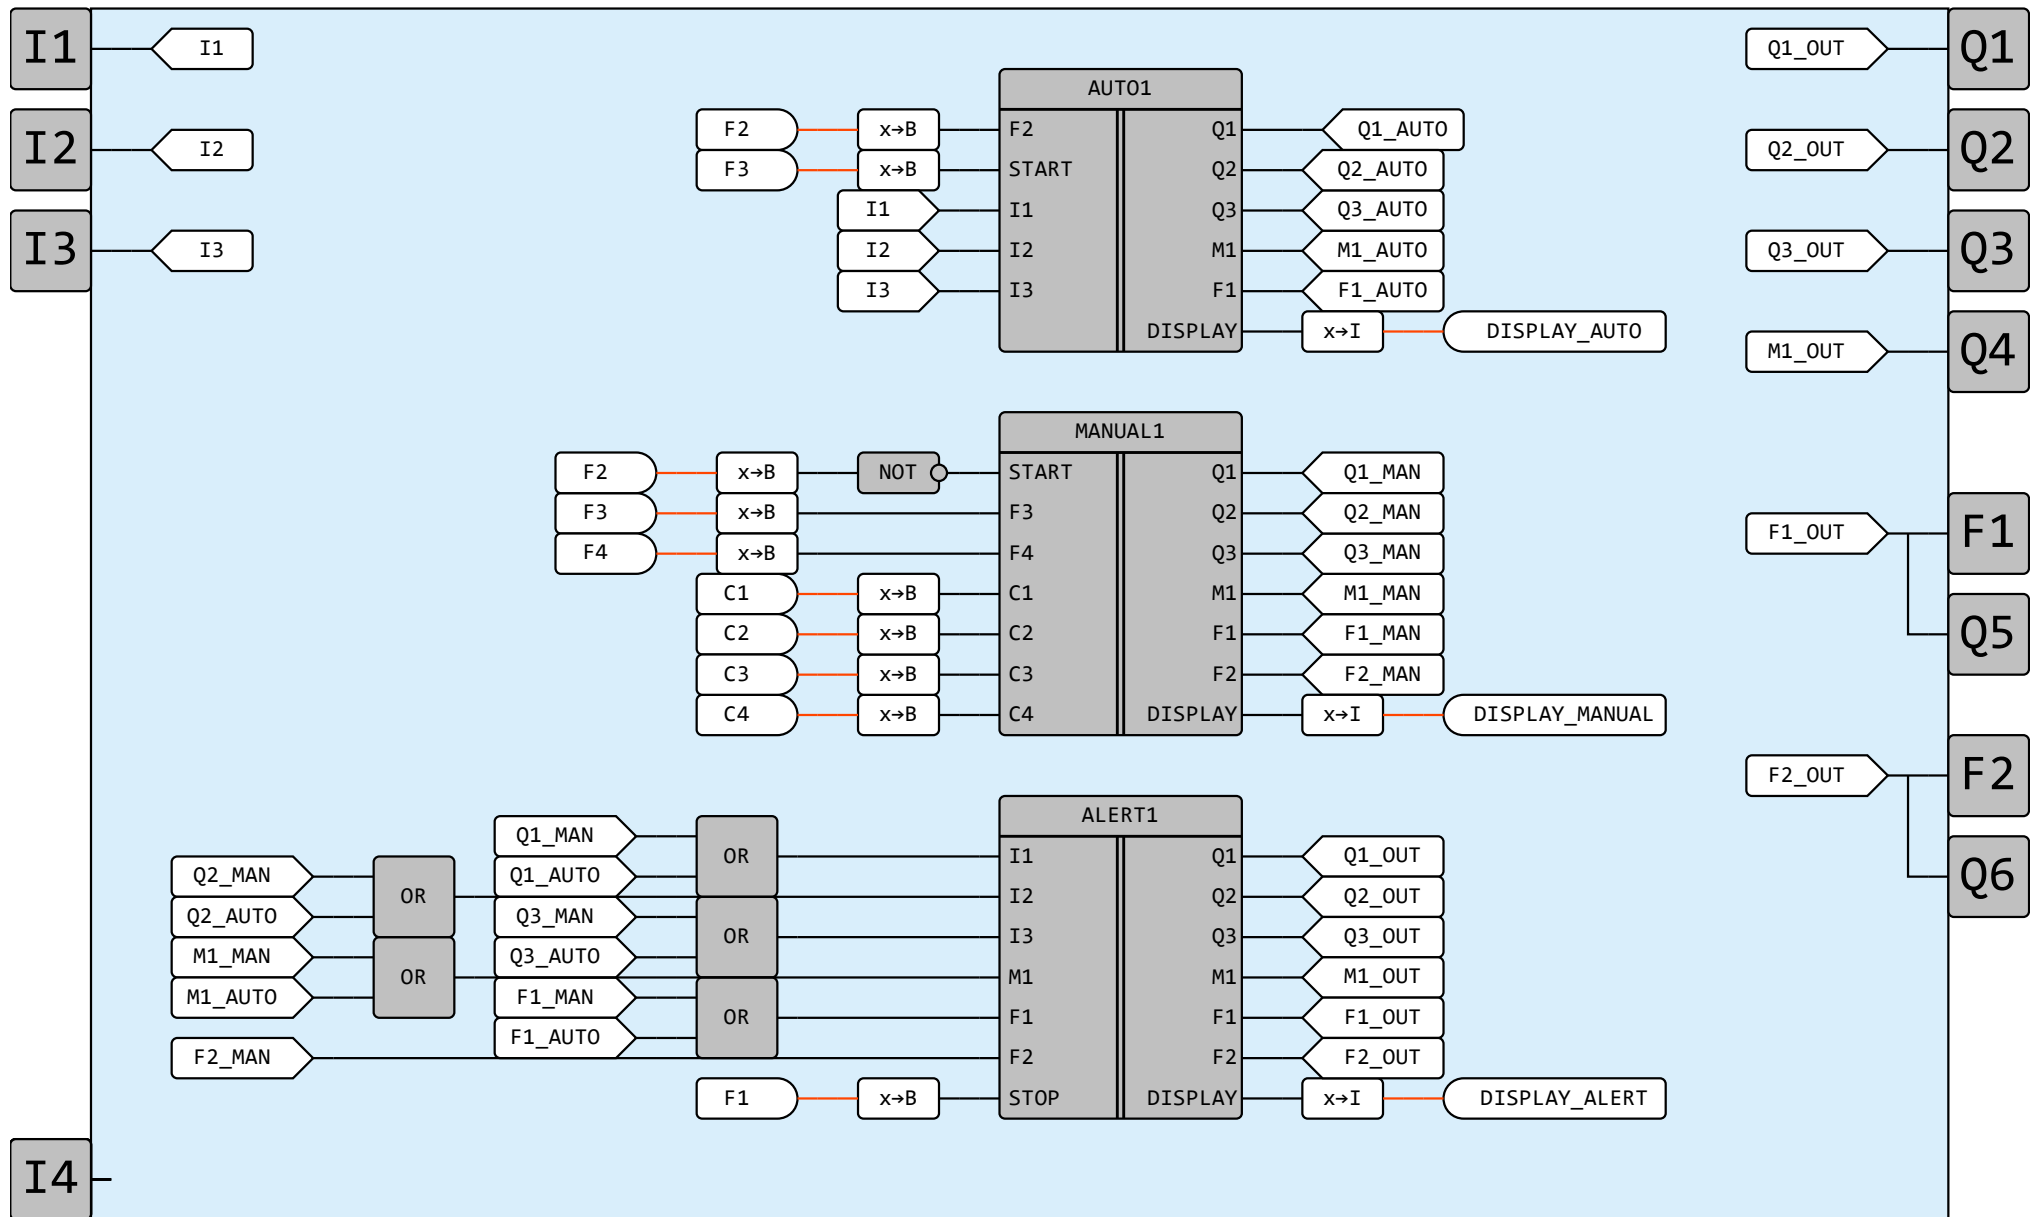 I1 I1 Q1_OUT Q1
AUTO1
F2 x→B F2 Q1 Q1_AUTO
I2 I2 Q2_OUT Q2
F3 x→B START Q2 Q2_AUTO
I1 I1 Q3 Q3_AUTO
I3 I3 I2 I2 M1 M1_AUTO Q3_OUT Q3
I3 I3 F1 F1_AUTO
DISPLAY x→I DISPLAY_AUTO
M1_OUT Q4
MANUAL1
F2 x→B NOT START Q1 Q1_MAN
F3 x→B F3 Q2 Q2_MAN
F1_OUT F1
F4 x→B F4 Q3 Q3_MAN
C1 x→B C1 M1 M1_MAN
C2 x→B C2 F1 F1_MAN Q5
C3 x→B C3 F2 F2_MAN
C4 x→B C4 DISPLAY x→I DISPLAY_MANUAL
F2_OUT F2
ALERT1
Q1_MAN
OR I1 Q1 Q1_OUT
Q2_MAN Q1_AUTO Q6
OR I2 Q2 Q2_OUT
Q2_AUTO Q3_MAN
OR I3 Q3 Q3_OUT
M1_MAN Q3_AUTO
OR M1 M1 M1_OUT
M1_AUTO F1_MAN
OR F1 F1 F1_OUT
F1_AUTO
F2_MAN F2 F2 F2_OUT
F1 x→B STOP DISPLAY x→I DISPLAY_ALERT
I4